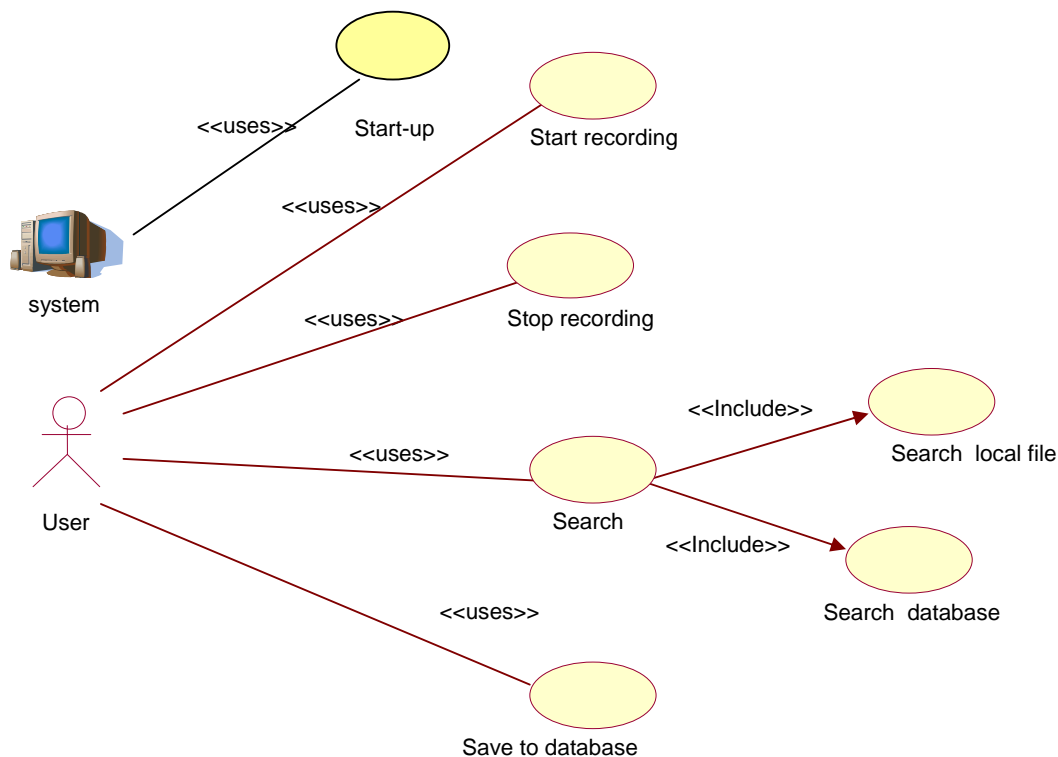 <<uses>>
Start-up
Start recording
<<uses>>
system
<<uses>>
Stop recording
<<Include>>
Search local file
<<uses>>
User
Search
<<Include>>
Search database
<<uses>>
Save to database